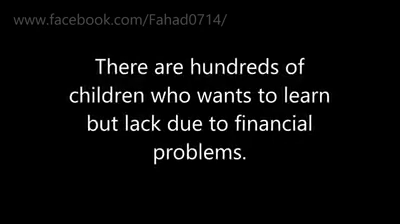 www.facebook.com/Fahad0714/
There are hundreds of
children who wants to learn
but lack due to financial
problems.